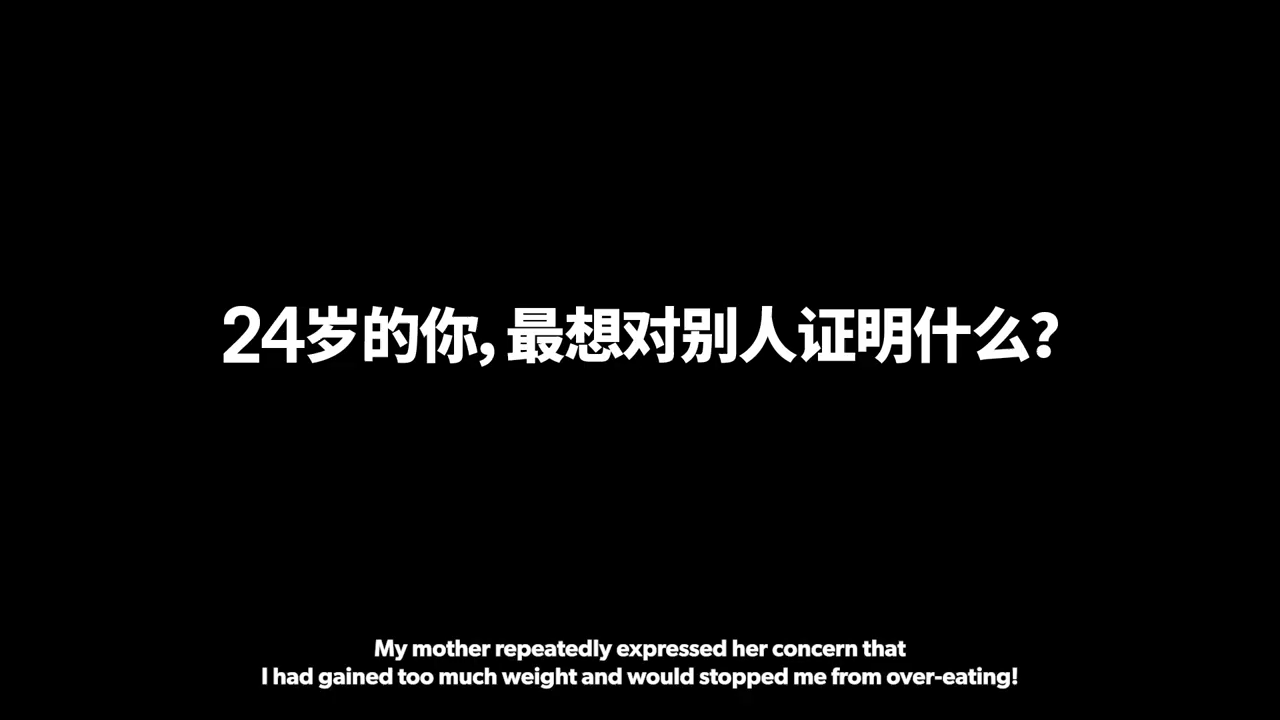 24岁的你，最想对别人证明什么？
My mother repeatedly expressed her concern that
I had gained too much weight and would stopped me from over-eating!